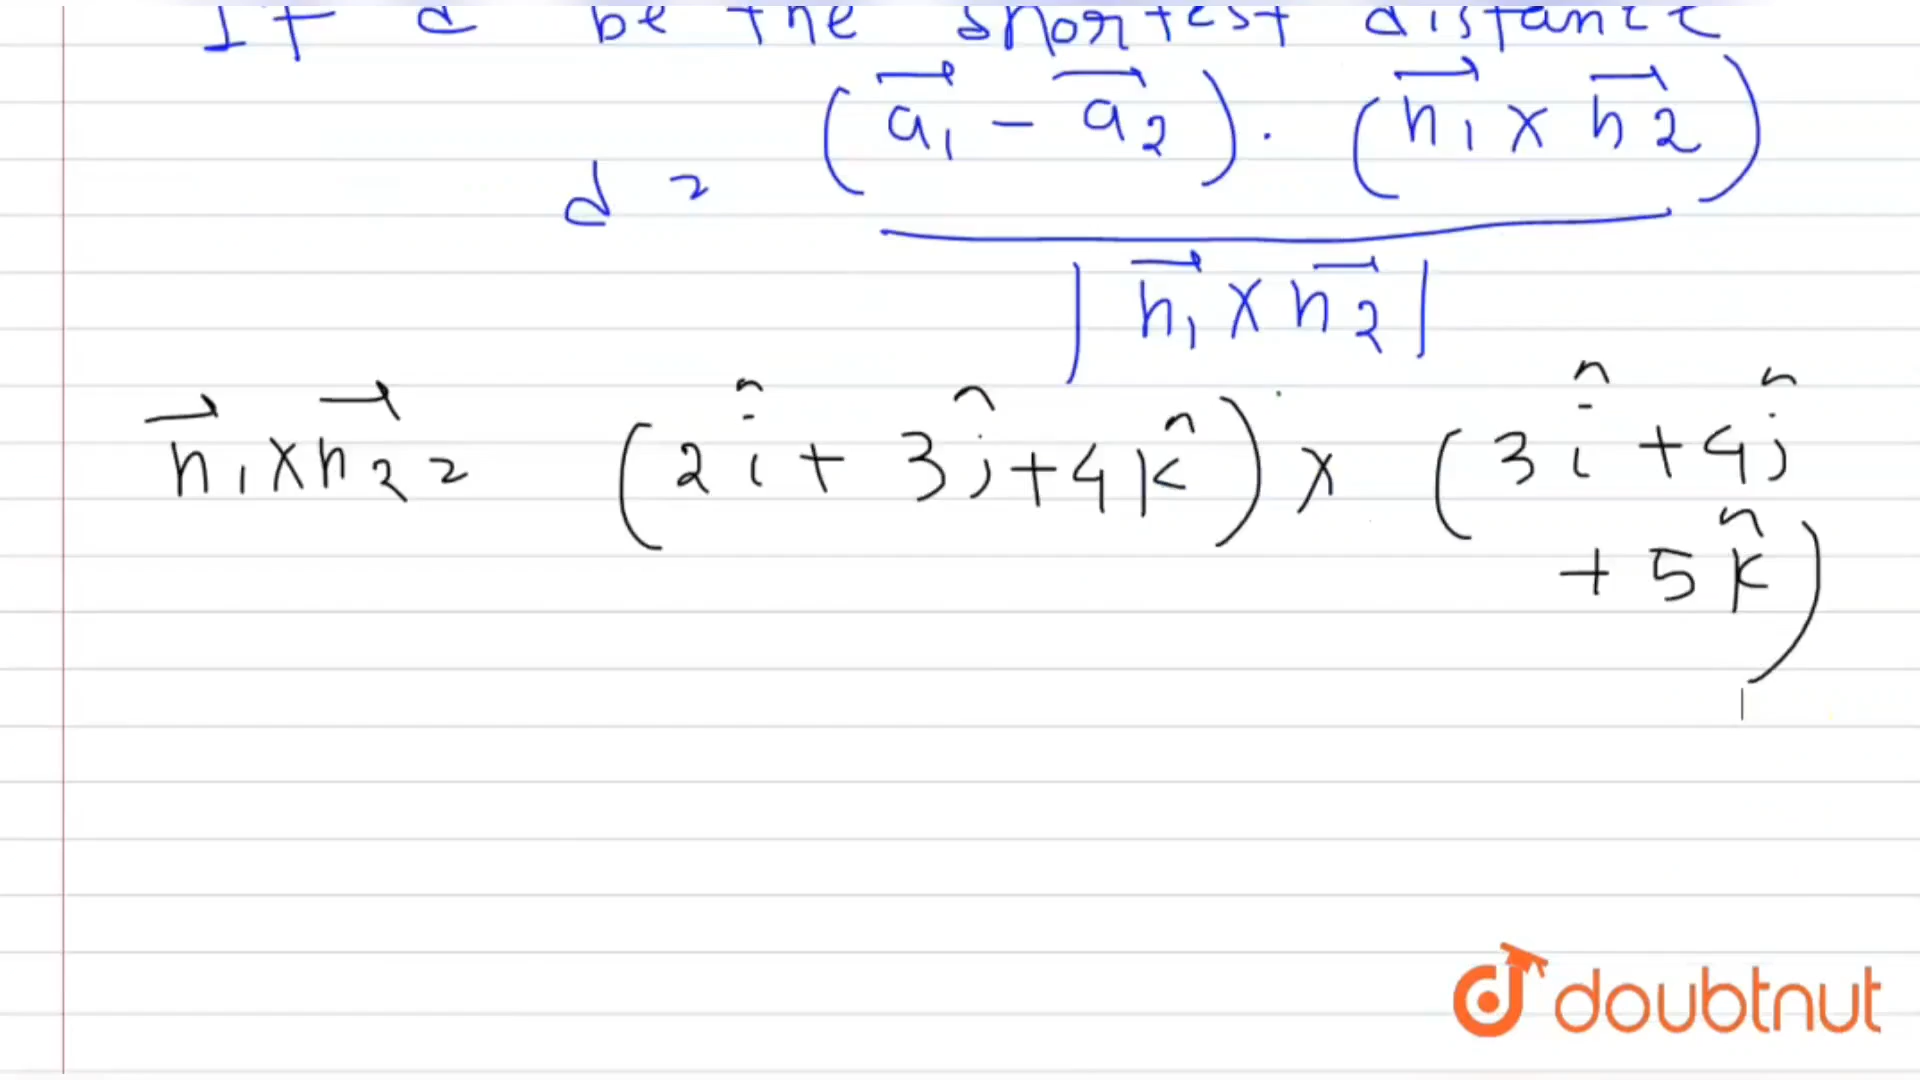 If d be the shortest distance
d = (a₁⃗ - a₂⃗) . (n₁⃗ × n₂⃗)
|n₁⃗ × n₂⃗|
n₁⃗ × n₂⃗ = (2î + 3ĵ + 4k̂) × (3î + 4ĵ
+ 5k̂)
doubtnut